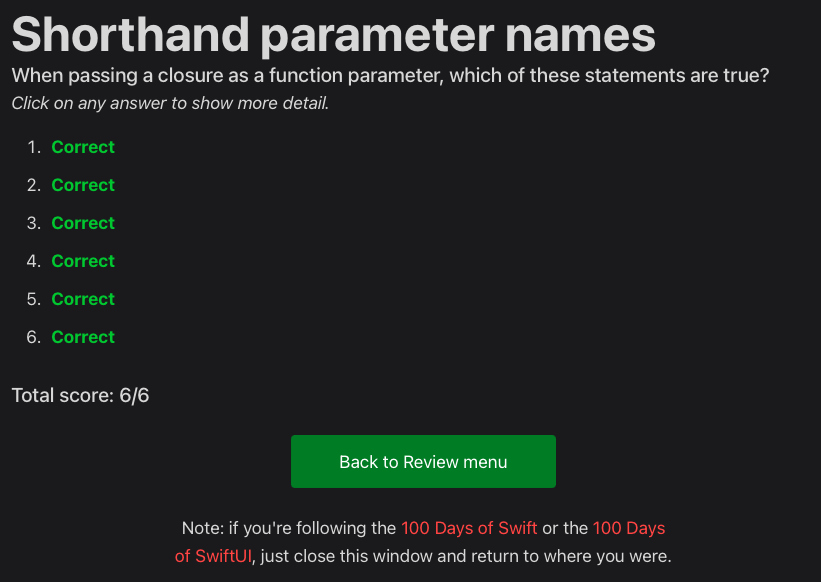 Shorthand parameter names
When passing a closure as a function parameter, which of these statements are true?
Click on any answer to show more detail.
1. Correct
2. Correct
3. Correct
4. Correct
5. Correct
6. Correct
Total score: 6/6
Back to Review menu
Note: if you're following the 100 Days of Swift or the 100 Days
of SwiftUI, just close this window and return to where you were.